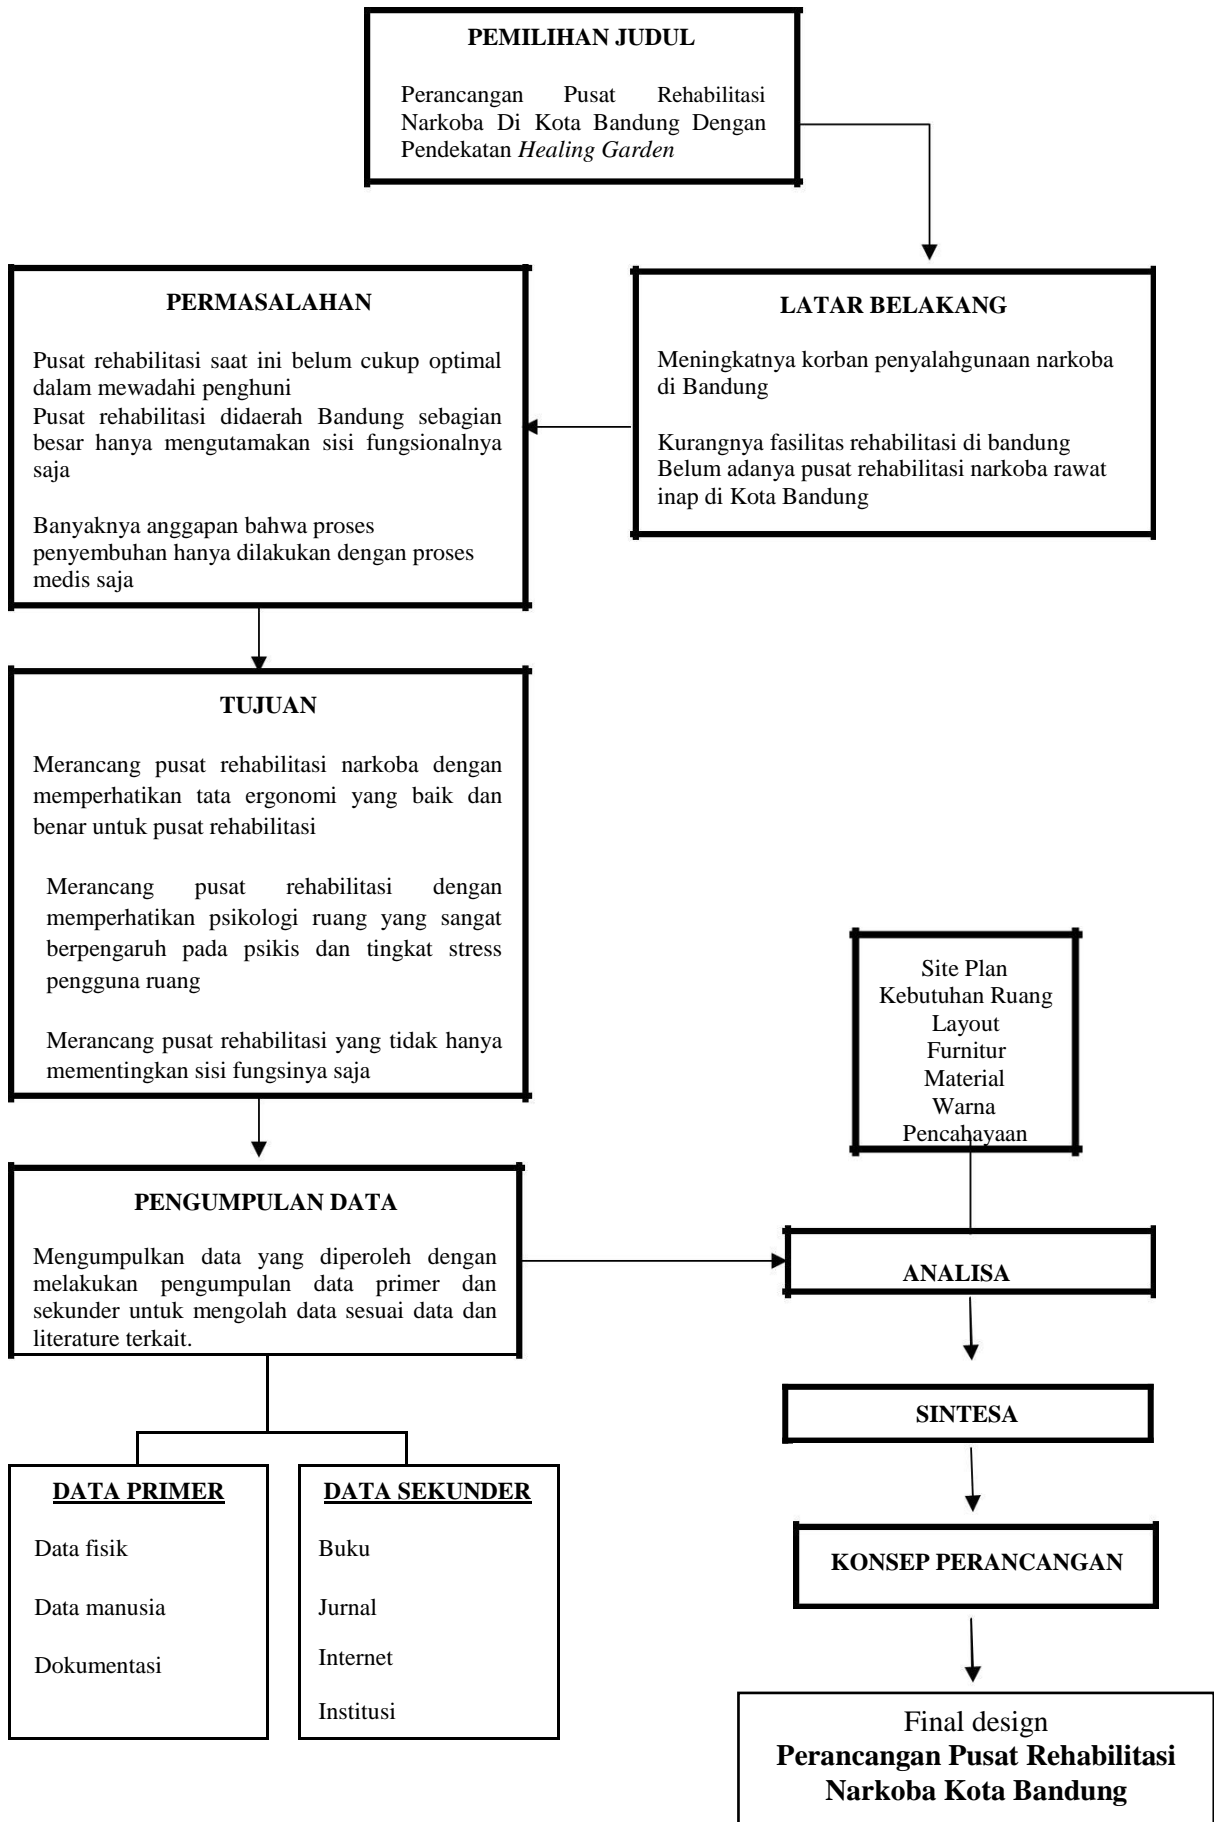 PEMILIHAN JUDUL
Perancangan Pusat Rehabilitasi
Narkoba Di Kota Bandung Dengan
Pendekatan Healing Garden
LATAR BELAKANG
Meningkatnya korban penyalahgunaan narkoba
di Bandung
Kurangnya fasilitas rehabilitasi di bandung
Belum adanya pusat rehabilitasi narkoba rawat
inap di Kota Bandung
PERMASALAHAN
Pusat rehabilitasi saat ini belum cukup optimal
dalam mewadahi penghuni
Pusat rehabilitasi didaerah Bandung sebagian
besar hanya mengutamakan sisi fungsionalnya
saja
Banyaknya anggapan bahwa proses
penyembuhan hanya dilakukan dengan proses
medis saja
TUJUAN
Merancang pusat rehabilitasi narkoba dengan
memperhatikan tata ergonomi yang baik dan
benar untuk pusat rehabilitasi
Merancang pusat rehabilitasi dengan
memperhatikan psikologi ruang yang sangat
berpengaruh pada psikis dan tingkat stress
pengguna ruang
Merancang pusat rehabilitasi yang tidak hanya
mementingkan sisi fungsinya saja
PENGUMPULAN DATA
Mengumpulkan data yang diperoleh dengan
melakukan pengumpulan data primer dan
sekunder untuk mengolah data sesuai data dan
literature terkait.
DATA PRIMER
Data fisik
Data manusia
Dokumentasi
DATA SEKUNDER
Buku
Jurnal
Internet
Institusi
Site Plan
Kebutuhan Ruang
Layout
Furnitur
Material
Warna
Pencahayaan
ANALISA
SINTESA
KONSEP PERANCANGAN
Final design
Perancangan Pusat Rehabilitasi
Narkoba Kota Bandung